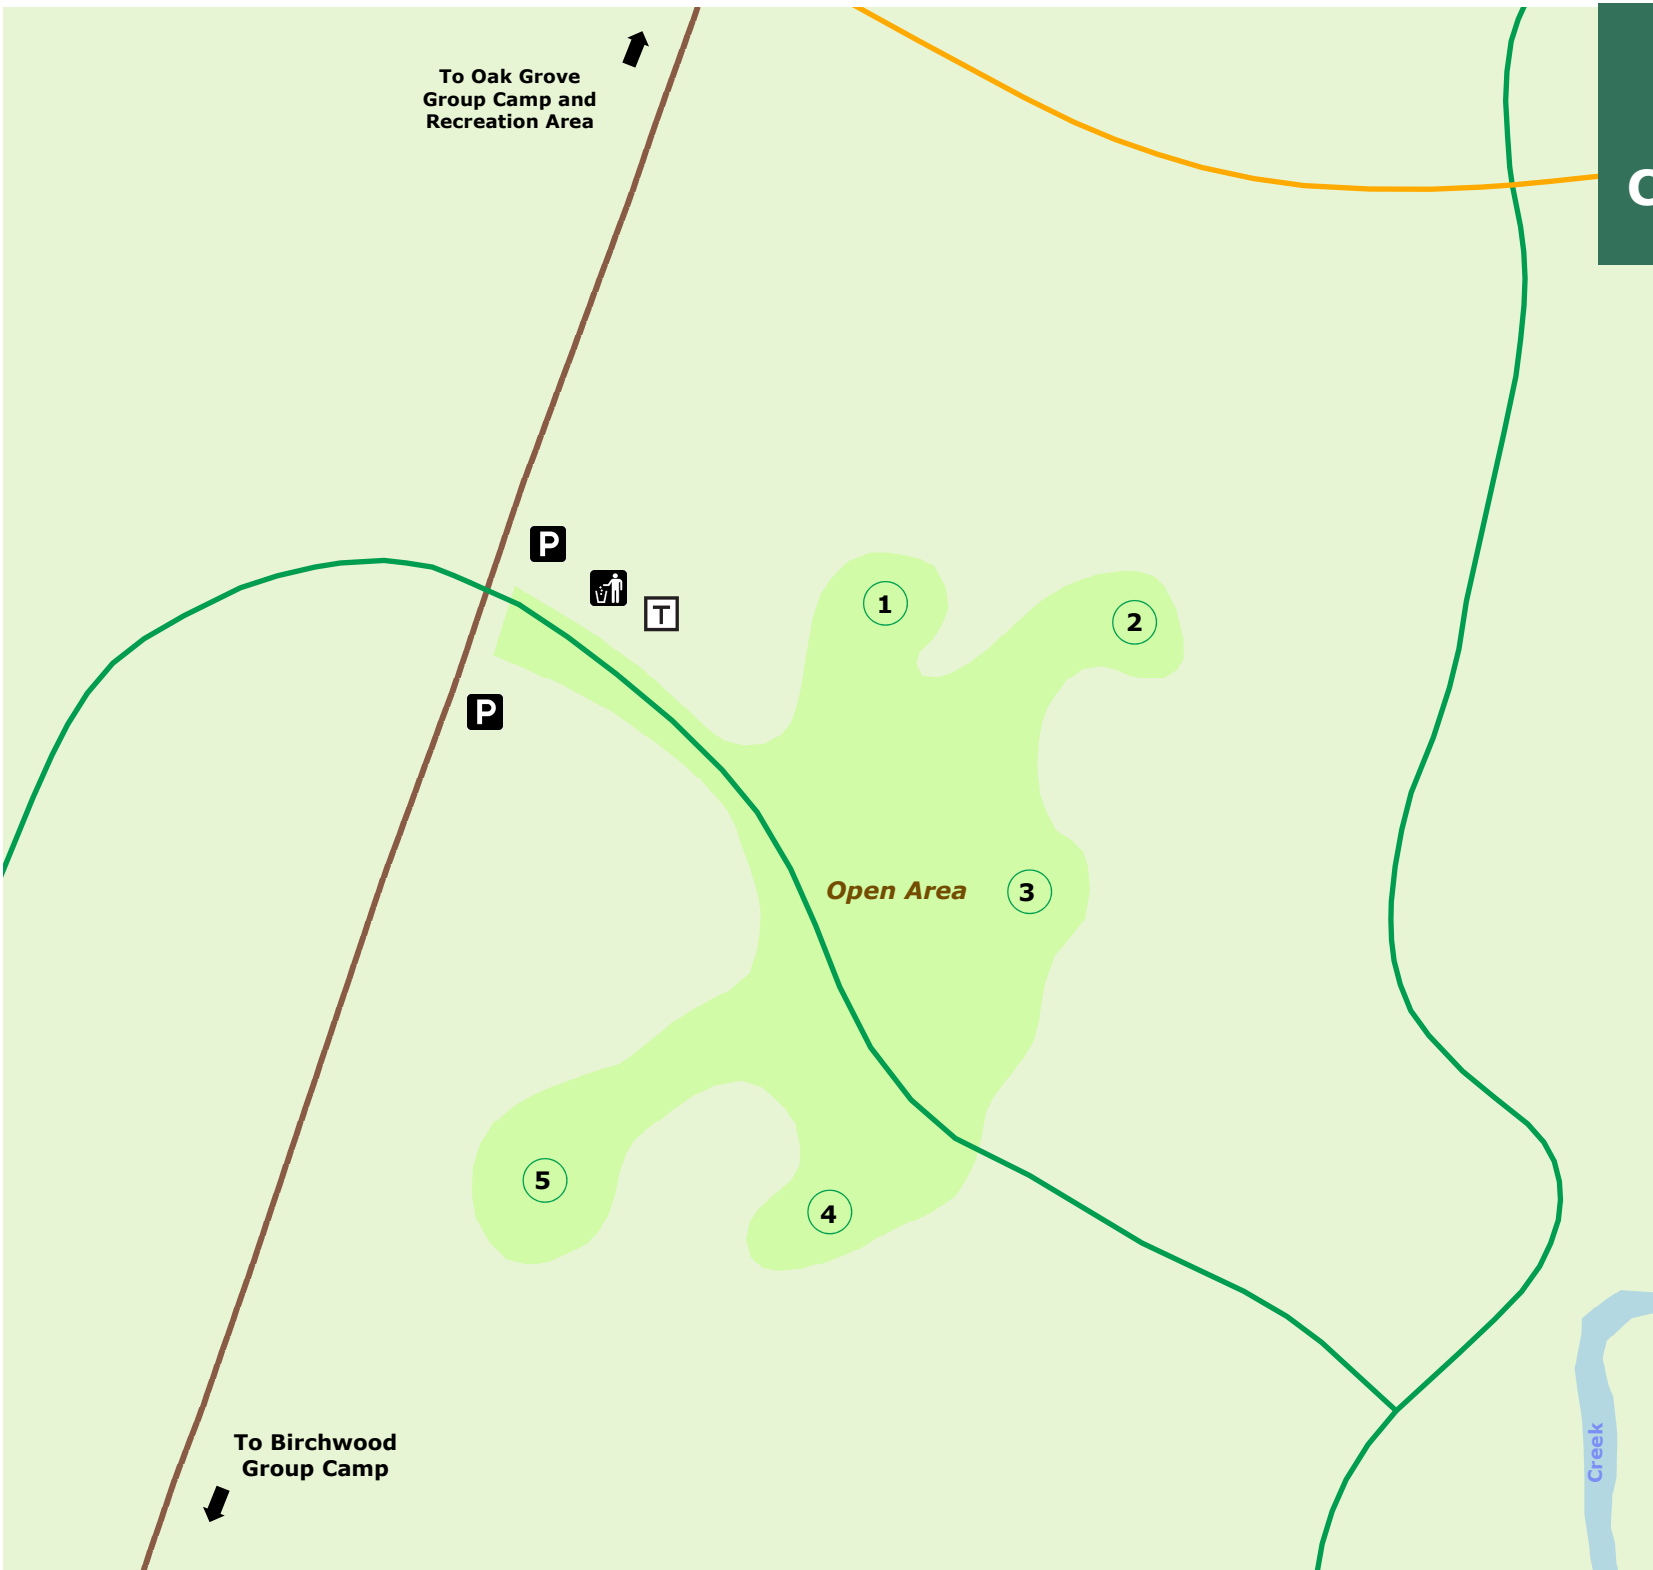 To Oak Grove
Group Camp and
Recreation Area
P
T
P
1
2
Open Area
3
5
4
To Birchwood
Group Camp
Creek